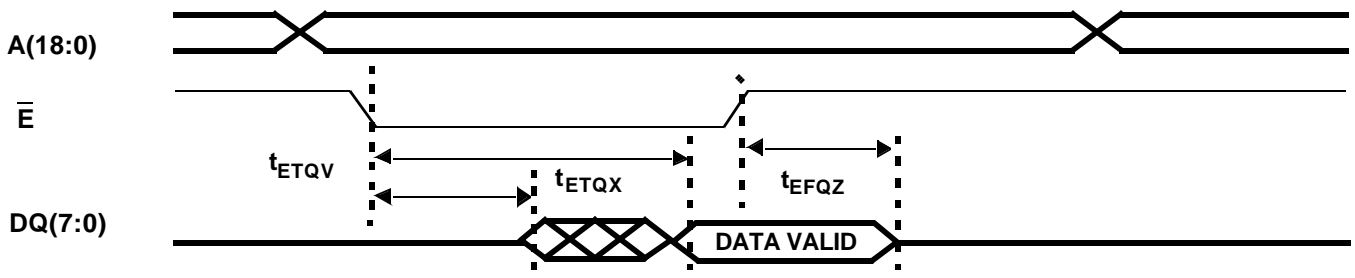 A(18:0)
E̅
tETQV
tETQX
tEFQZ
DQ(7:0)
DATA VALID